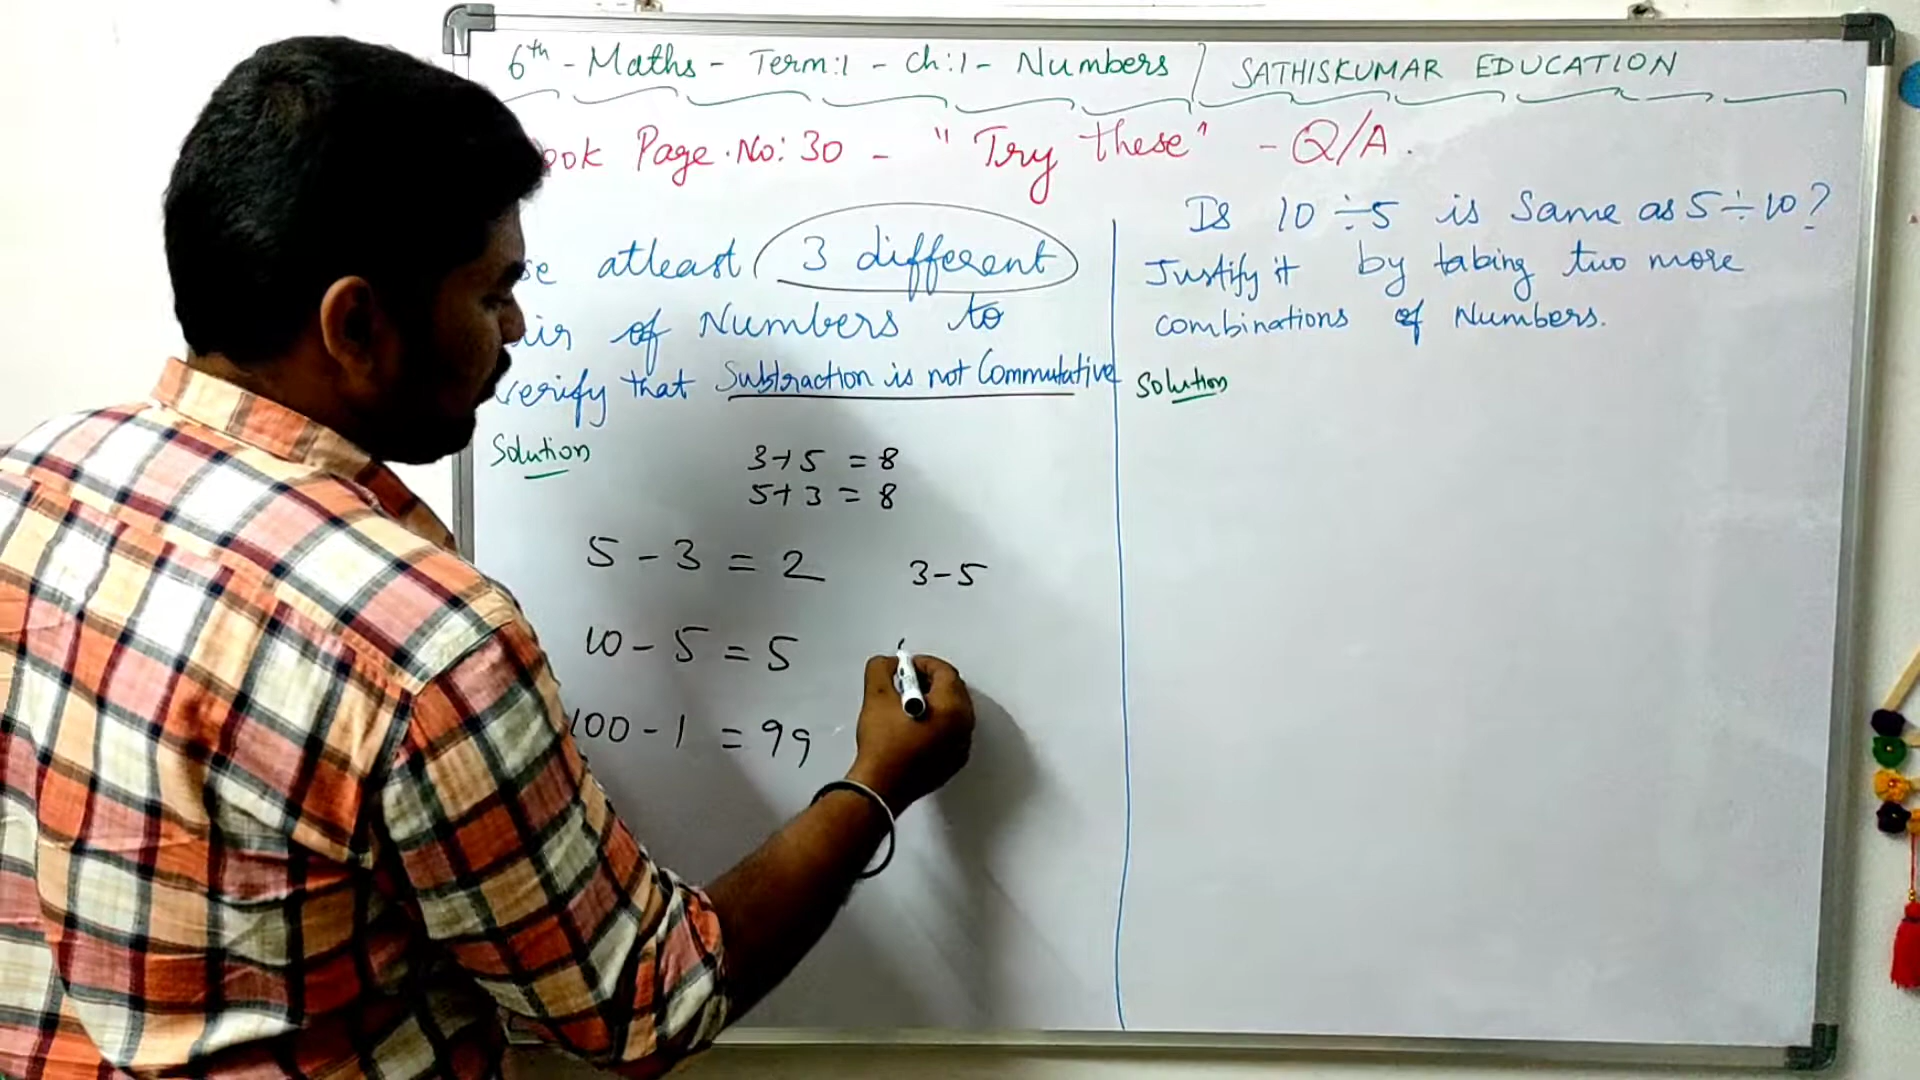 6th - Maths - Term:1 - Ch:1 - Numbers / SATHISKUMAR EDUCATION
Page.No: 30 - "Try these" - Q/A.
atleast 3 different
of Numbers to
verify that Subtraction is not Commutative
Solution
3+5 = 8
5+3 = 8
5 - 3 = 2 3-5
10 - 5 = 5
100 - 1 = 99
Is 10 ÷ 5 is Same as 5 ÷ 10?
Justify it by taking two more
combinations of Numbers.
Solution